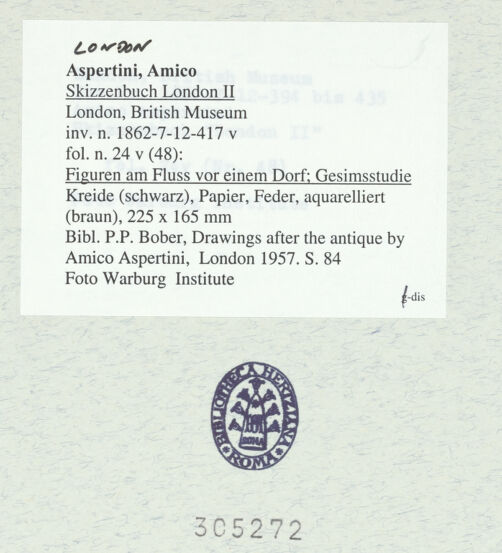 LONDON
Aspertini, Amico
Skizzenbuch London II
London, British Museum
inv. n. 1862-7-12-417 v
fol. n. 24 v (48):
Figuren am Fluss vor einem Dorf; Gesimsstudie
Kreide (schwarz), Papier, Feder, aquarelliert
(braun), 225 x 165 mm
Bibl. P.P. Bober, Drawings after the antique by
Amico Aspertini,  London 1957. S. 84
Foto Warburg  Institute
-dis
BIBLIOTHECA HERTZIANA
ROMA
ROMA
305272